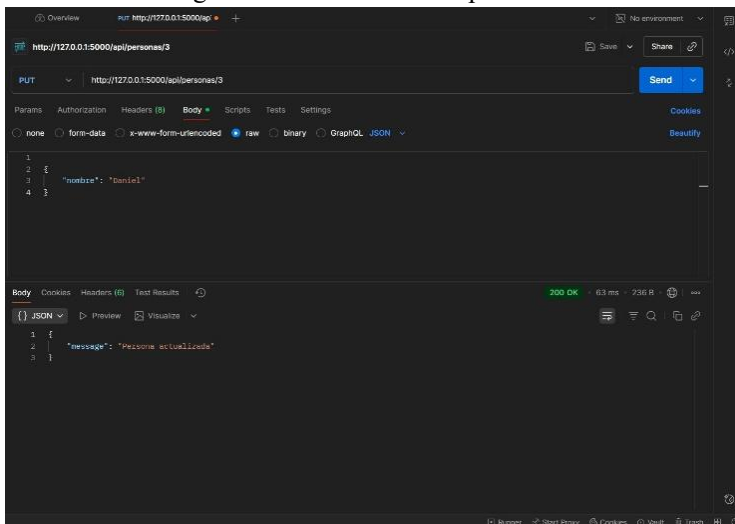 Overview PUT http://127.0.0.1:5000/api No environment
http://127.0.0.1:5000/api/personas/3 Save Share
PUT http://127.0.0.1:5000/api/personas/3 Send
Params Authorization Headers (8) Body Scripts Tests Settings Cookies
none form-data x-www-form-urlencoded raw binary GraphQL JSON Beautify
1
2 {
3 "nombre": "Daniel"
4 }
Body Cookies Headers (6) Test Results 200 OK · 63 ms · 236 B
{} JSON Preview Visualize
1 {
2 "message": "Persona actualizada"
3 }
Runner Start Proxy Cookies Vault Trash